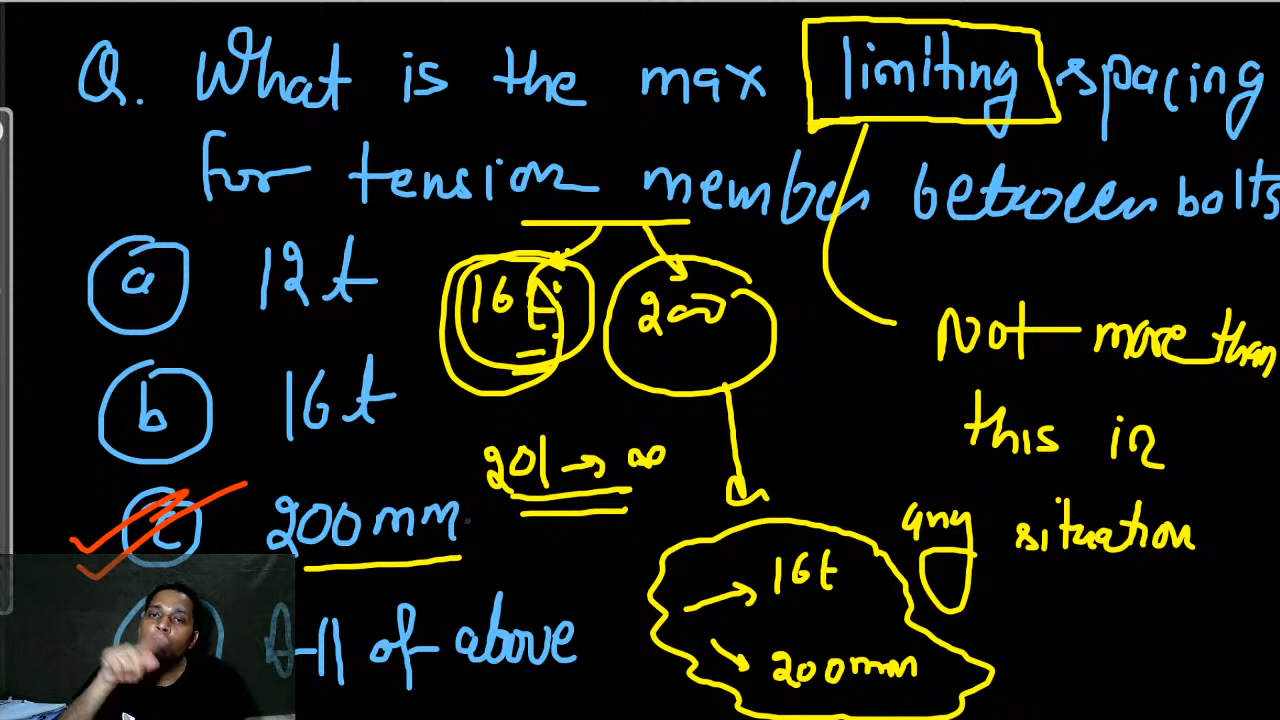 Q. What is the max limiting spacing
for tension member between bolts
a 12t
16t 200
Not more than
b 16t
this in
201 → ∞
c 200mm
any situation
16t
All of above
200mm